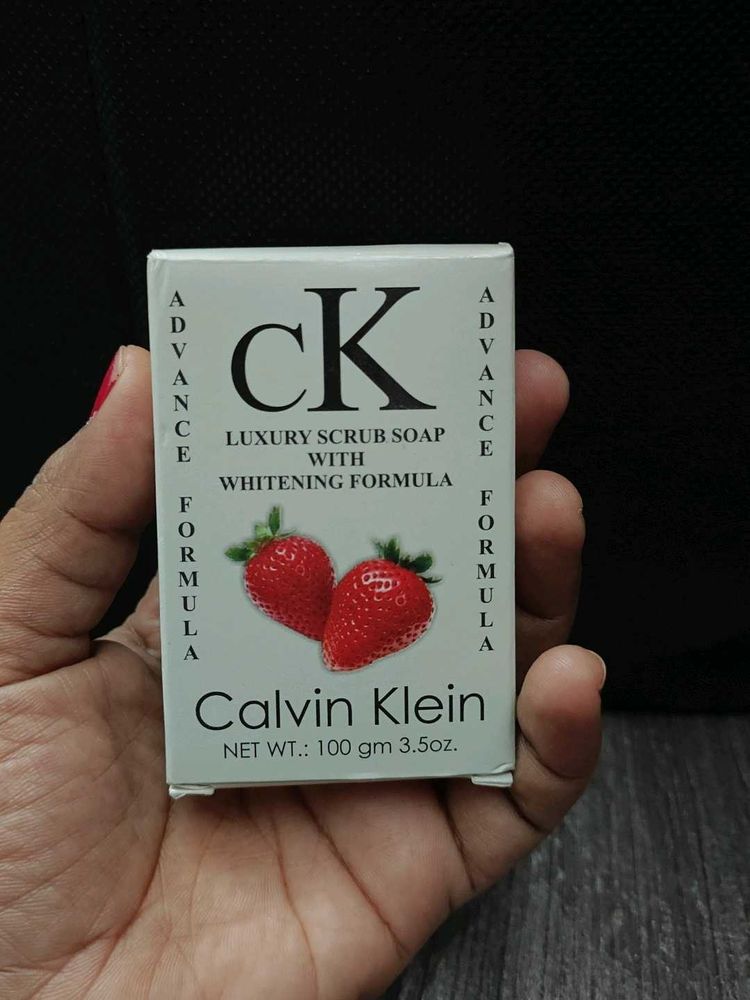 cK
LUXURY SCRUB SOAP
WITH
WHITENING FORMULA
ADVANCE FORMULA
ADVANCE FORMULA
Calvin Klein
NET WT.: 100 gm 3.5oz.